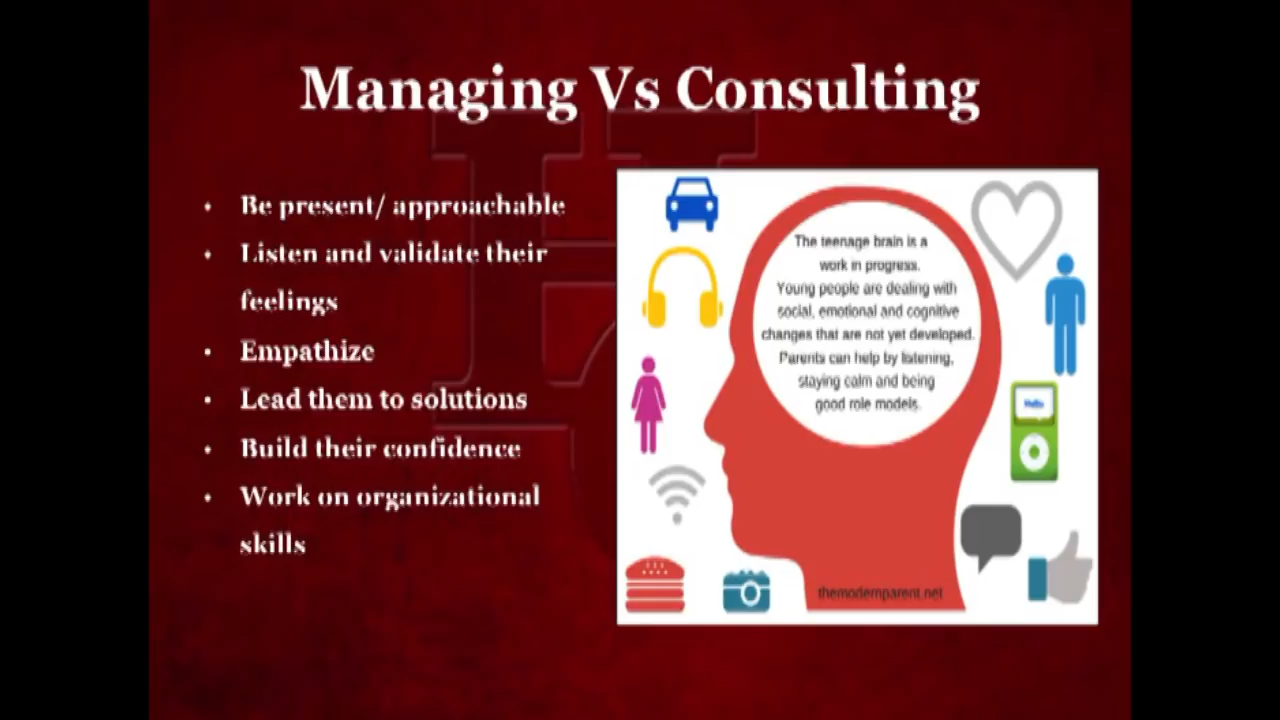 Managing Vs Consulting
• Be present/ approachable
• Listen and validate their
feelings
• Empathize
• Lead them to solutions
• Build their confidence
• Work on organizational
skills
The teenage brain is a
work in progress.
Young people are dealing with
social, emotional and cognitive
changes that are not yet developed.
Parents can help by listening,
staying calm and being
good role models.
themodernparent.net